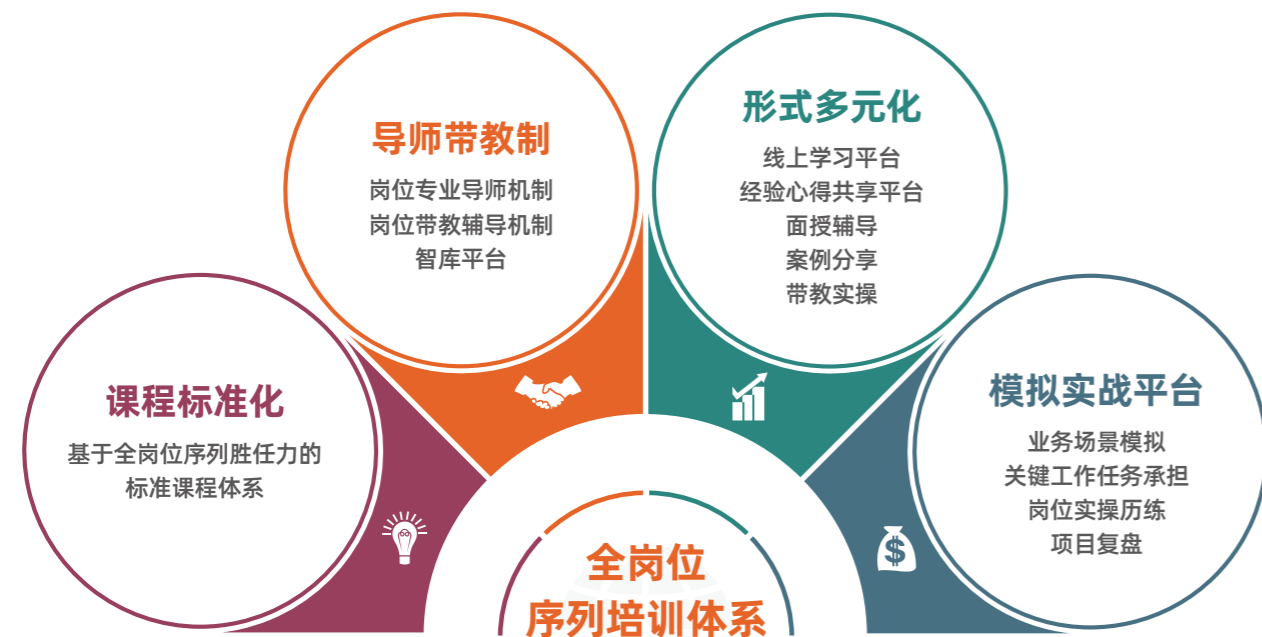 课程标准化
基于全岗位序列胜任力的
标准课程体系
导师带教制
岗位专业导师机制
岗位带教辅导机制
智库平台
形式多元化
线上学习平台
经验心得共享平台
面授辅导
案例分享
带教实操
模拟实战平台
业务场景模拟
关键工作任务承担
岗位实操历练
项目复盘
$
全岗位
序列培训体系